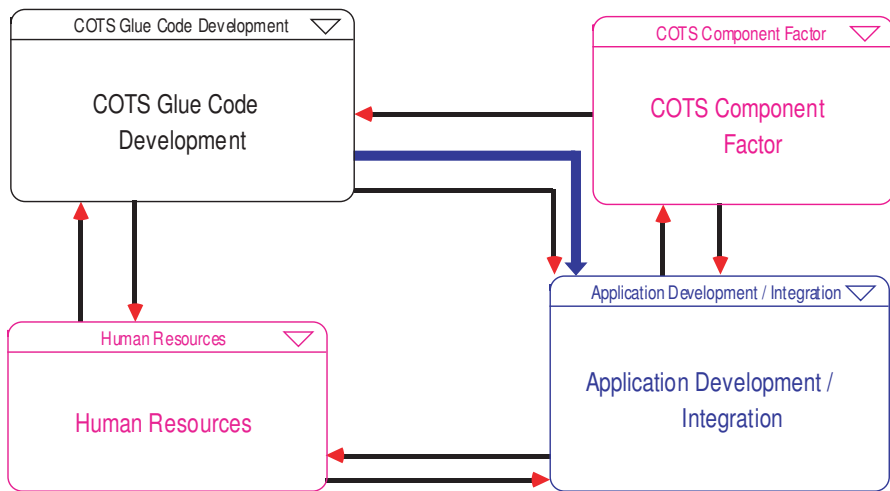 COTS Glue Code Development
COTS Glue Code
Development
COTS Component Factor
COTS Component
Factor
Human Resources
Human Resources
Application Development / Integration
Application Development /
Integration